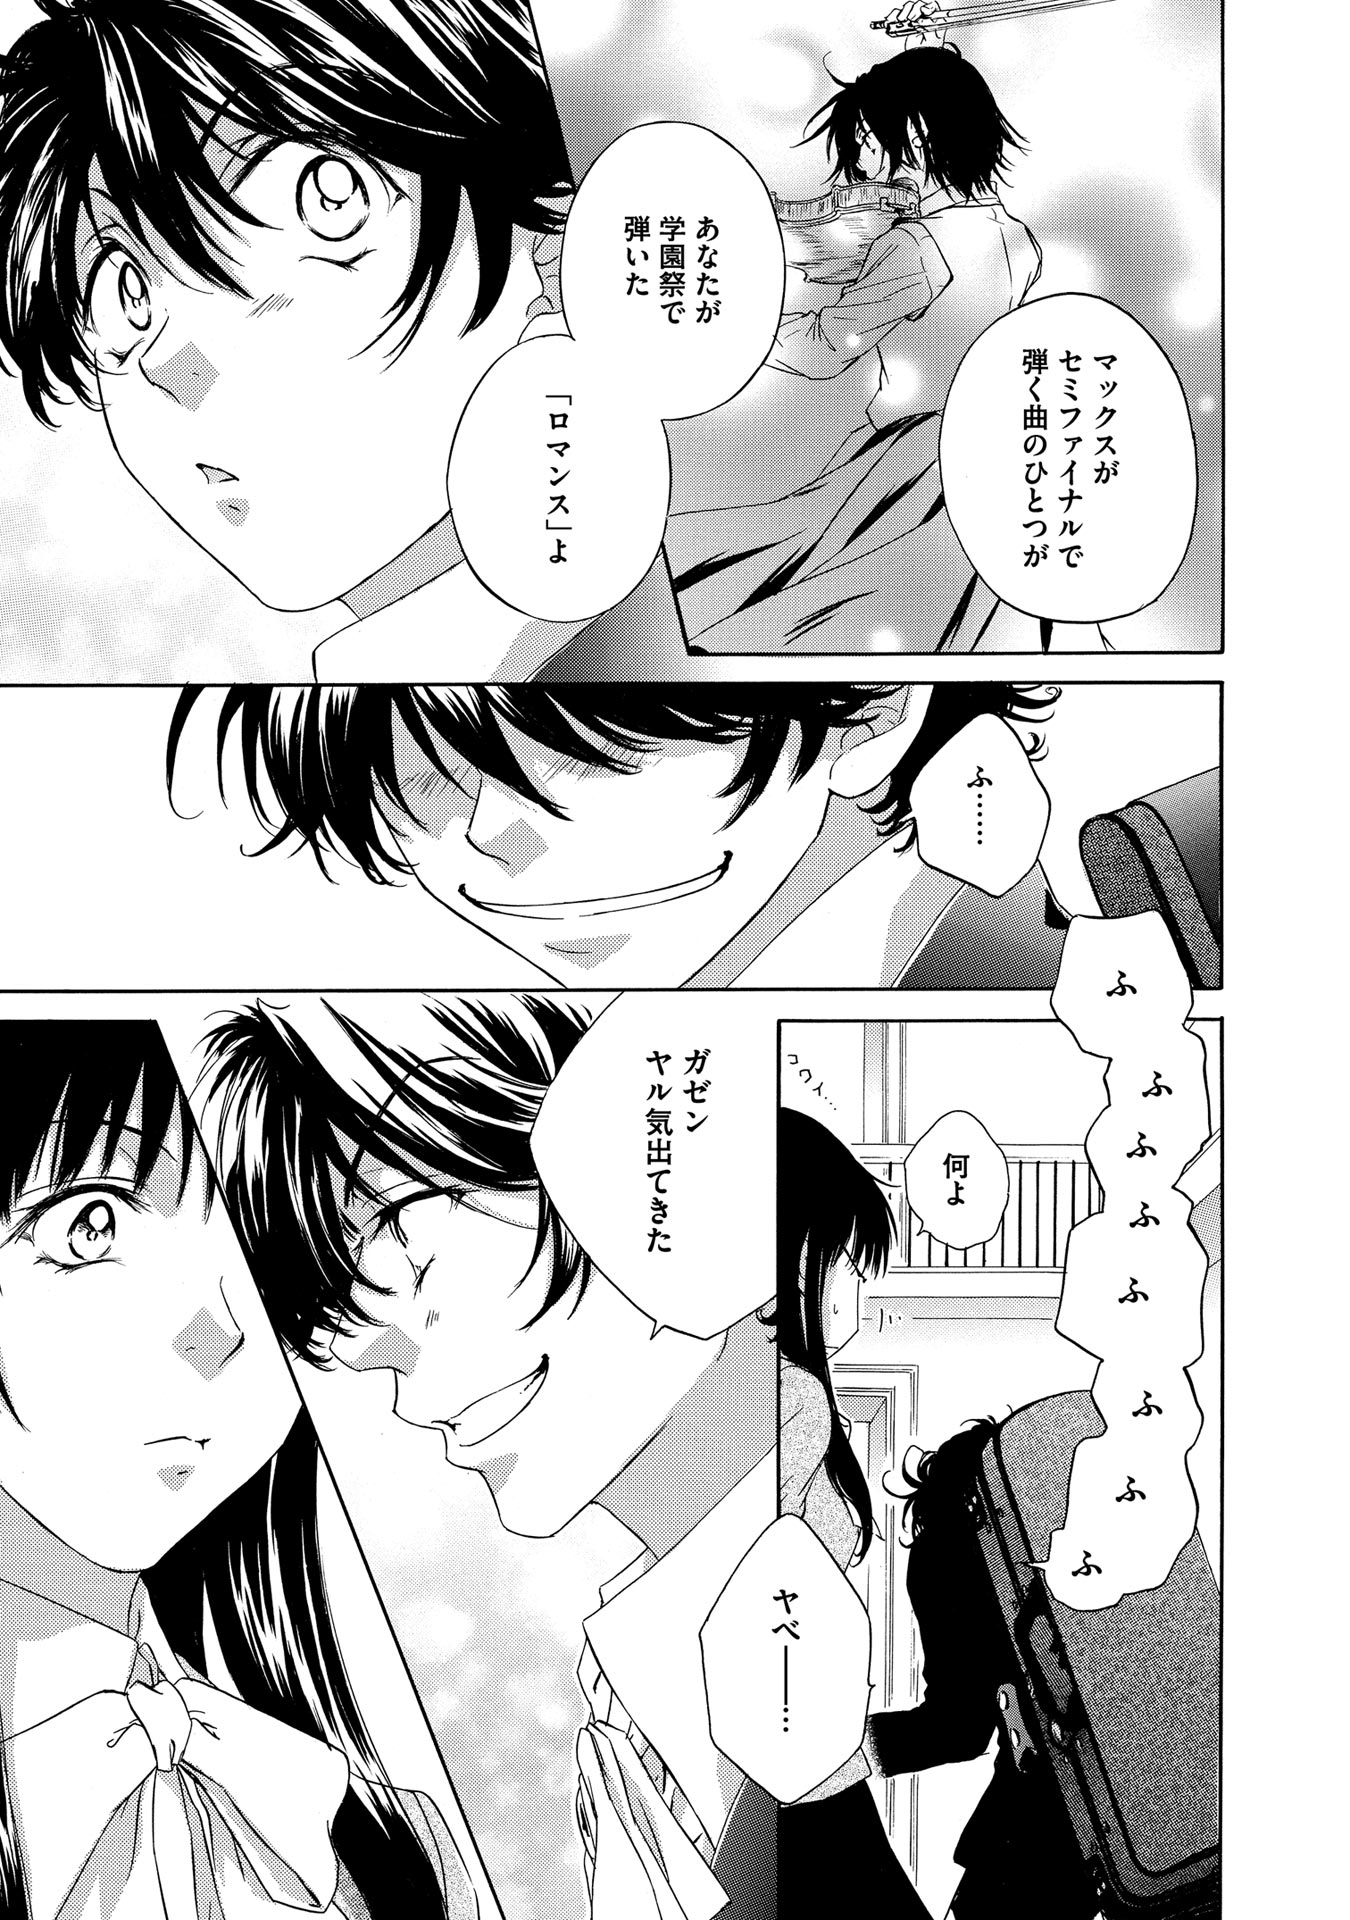 マックスが
セミファイナルで
弾く曲のひとつが
あなたが
学園祭で
弾いた
「ロマンス」よ
ふ……
ふ
ふ
ふ
ふ
ふ
ふ
ふ
ふ
何よ
コワイ…
ヤベ――…
ガゼン
ヤル気出てきた